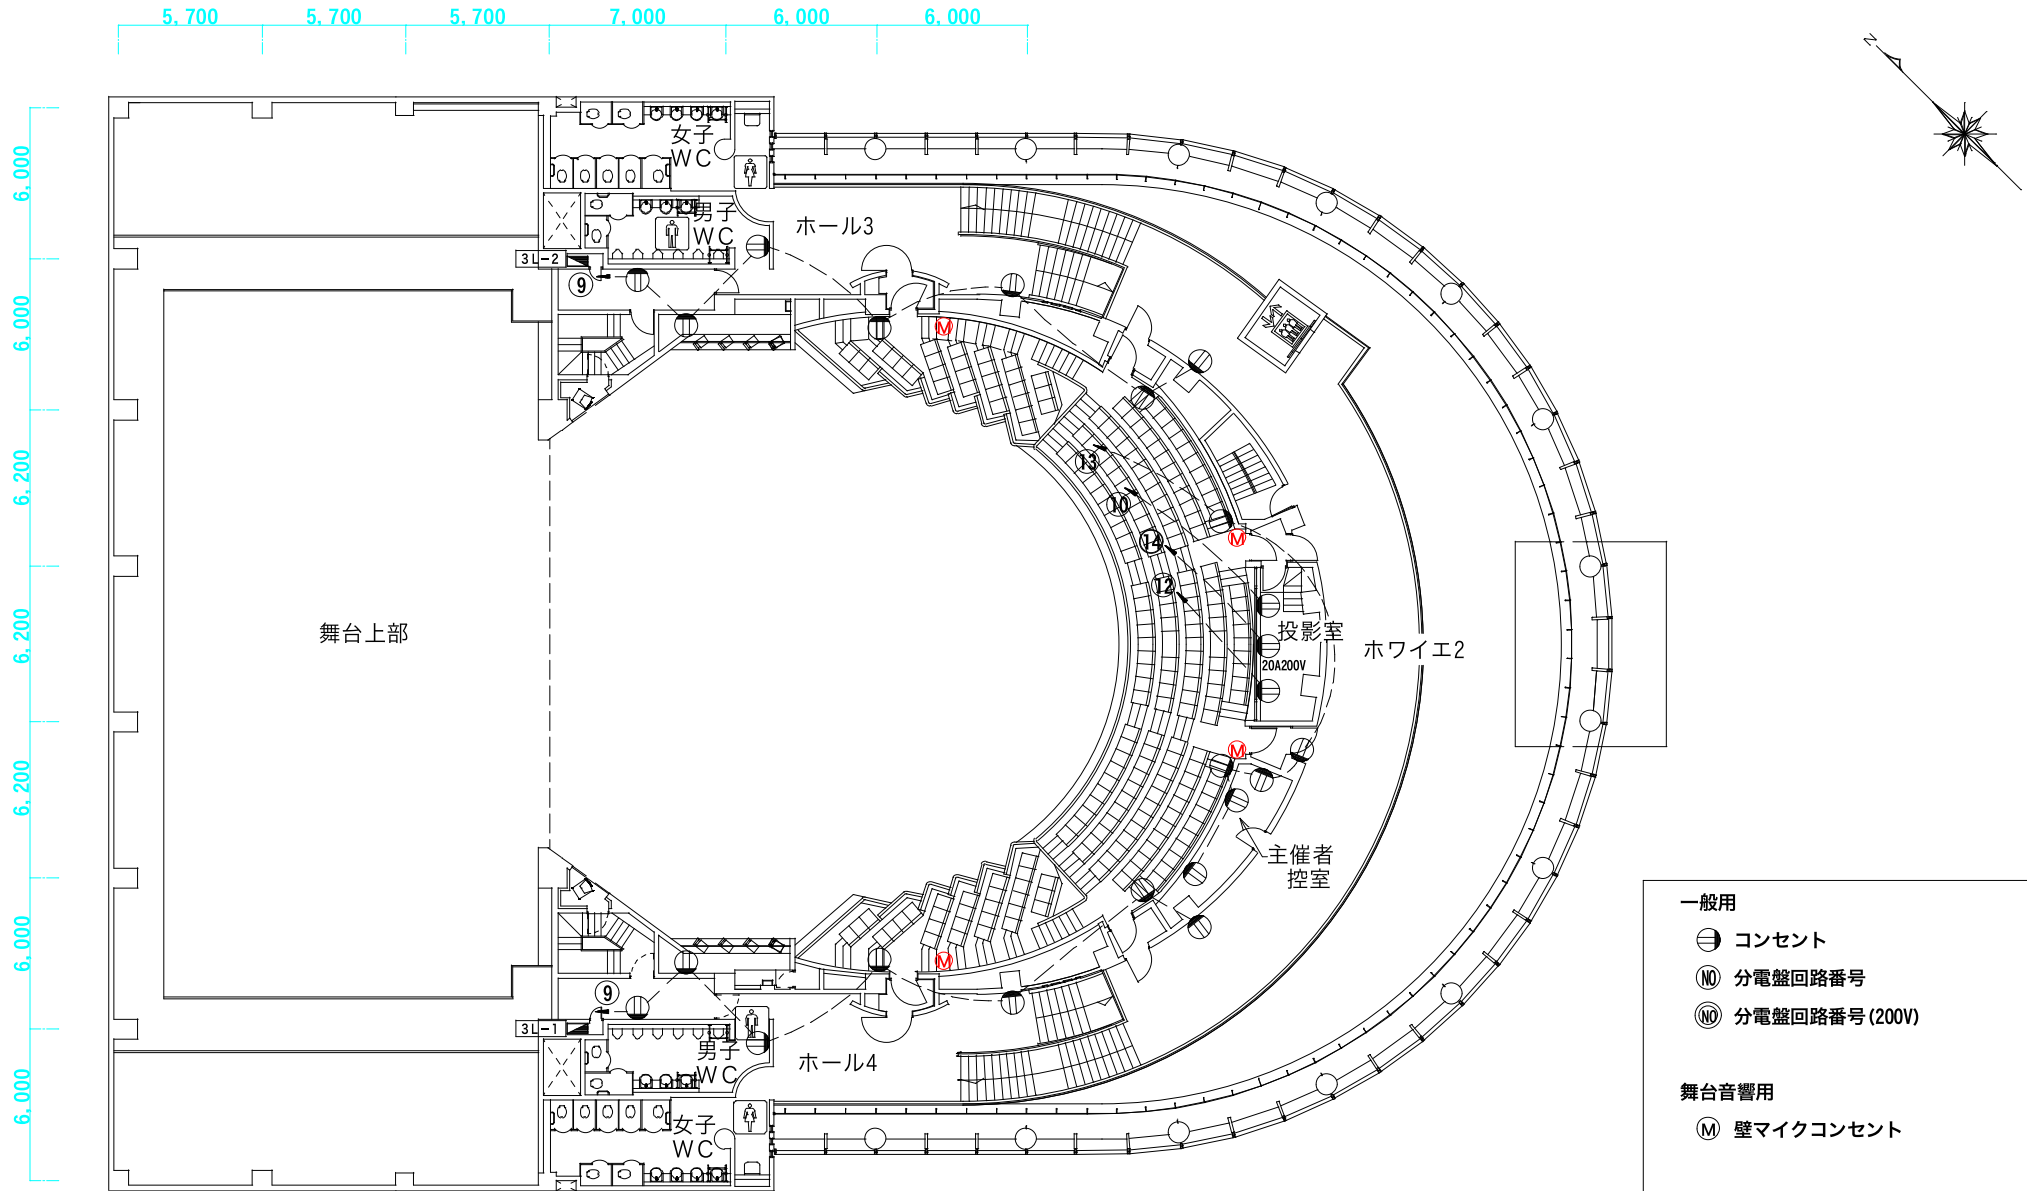 5,700
5,700
5,700
7,000
6,000
6,000
N
6,000
6,000
6,200
6,200
6,200
6,000
6,000
女子
WC
男子
WC
ホール3
3L-2
9
M
13
10
14
12
M
舞台上部
投影室
20A200V
ホワイエ2
M
主催者
控室
M
9
3L-1
男子
WC
ホール4
女子
WC
一般用
コンセント
NO 分電盤回路番号
NO 分電盤回路番号(200V)
舞台音響用
M 壁マイクコンセント